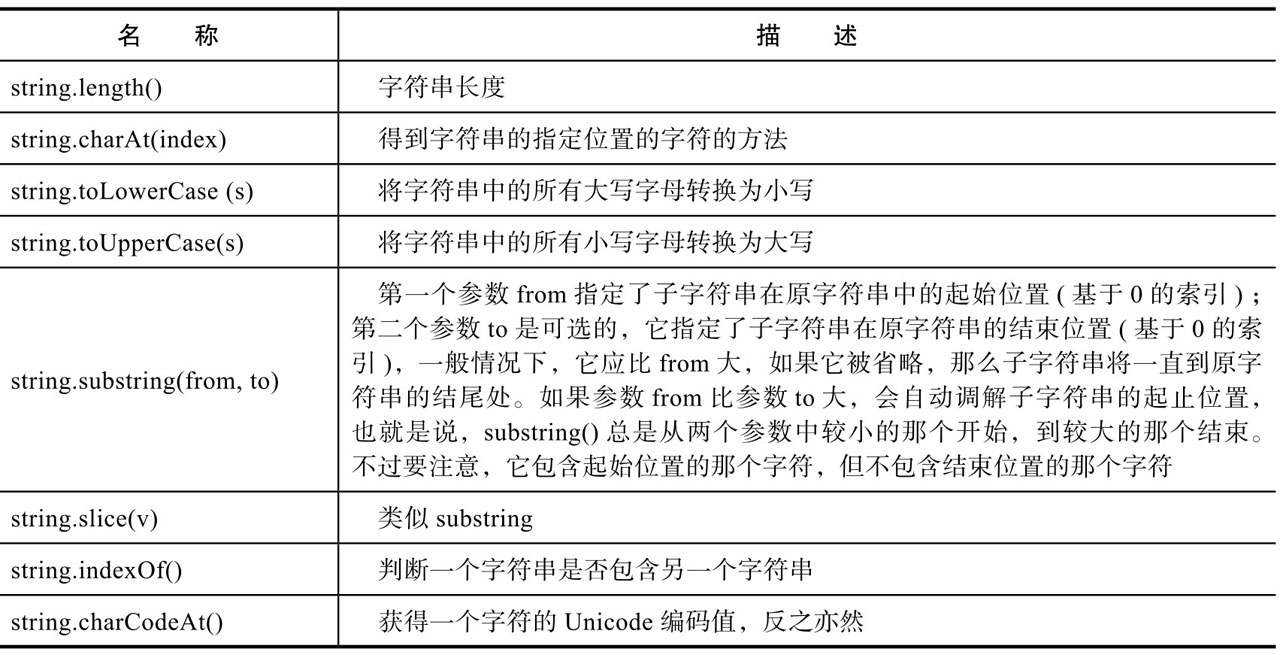 名 称 描 述
string.length() 字符串长度
string.charAt(index) 得到字符串的指定位置的字符的方法
string.toLowerCase (s) 将字符串中的所有大写字母转换为小写
string.toUpperCase(s) 将字符串中的所有小写字母转换为大写
第一个参数 from 指定了子字符串在原字符串中的起始位置 ( 基于 0 的索引 ) ；
第二个参数 to 是可选的，它指定了子字符串在原字符串的结束位置 ( 基于 0 的索
引 )，一般情况下，它应比 from 大，如果它被省略，那么子字符串将一直到原字
string.substring(from, to) 符串的结尾处。如果参数 from 比参数 to 大，会自动调解子字符串的起止位置，
也就是说，substring() 总是从两个参数中较小的那个开始，到较大的那个结束。
不过要注意，它包含起始位置的那个字符，但不包含结束位置的那个字符
string.slice(v) 类似 substring
string.indexOf() 判断一个字符串是否包含另一个字符串
string.charCodeAt() 获得一个字符的 Unicode 编码值，反之亦然